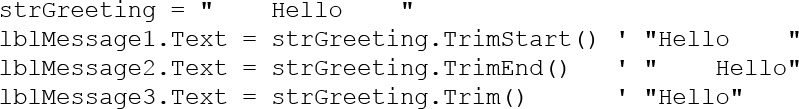 strGreeting = "    Hello    "
lblMessage1.Text = strGreeting.TrimStart() ' "Hello    "
lblMessage2.Text = strGreeting.TrimEnd()   ' "    Hello"
lblMessage3.Text = strGreeting.Trim()      ' "Hello"